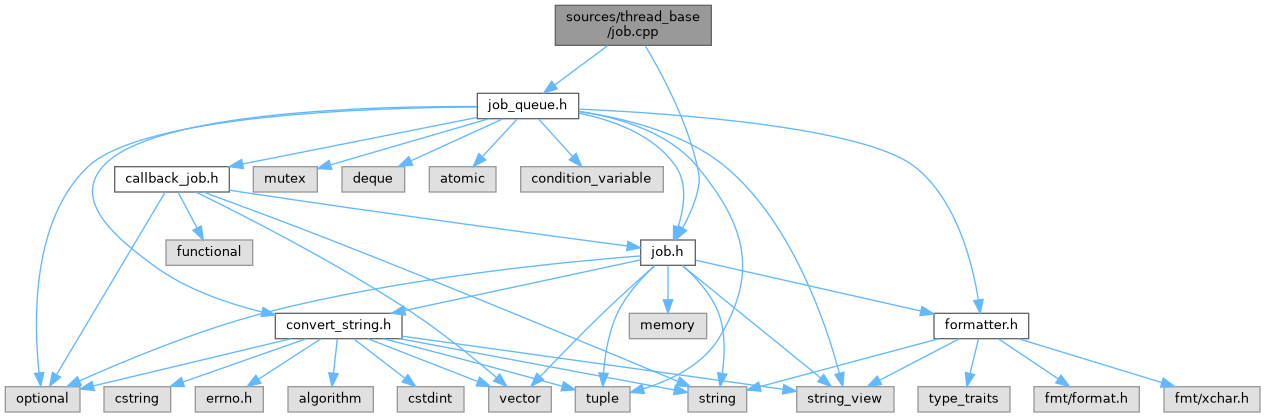 sources/thread_base
/job.cpp
job_queue.h
callback_job.h
mutex
deque
atomic
condition_variable
functional
job.h
convert_string.h
memory
formatter.h
optional
cstring
errno.h
algorithm
cstdint
vector
tuple
string
string_view
type_traits
fmt/format.h
fmt/xchar.h